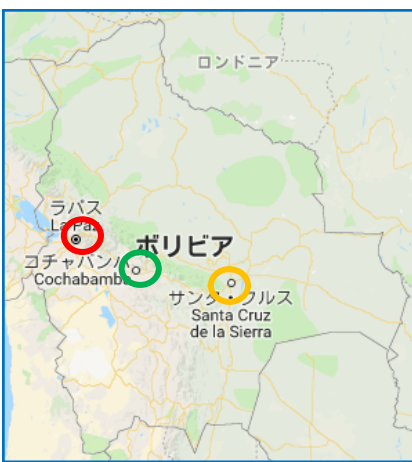 ロンドニア
ラパス
La Paz
ボリビア
コチャバンバ
Cochabamba
サンタ・クルス
Santa Cruz
de la Sierra